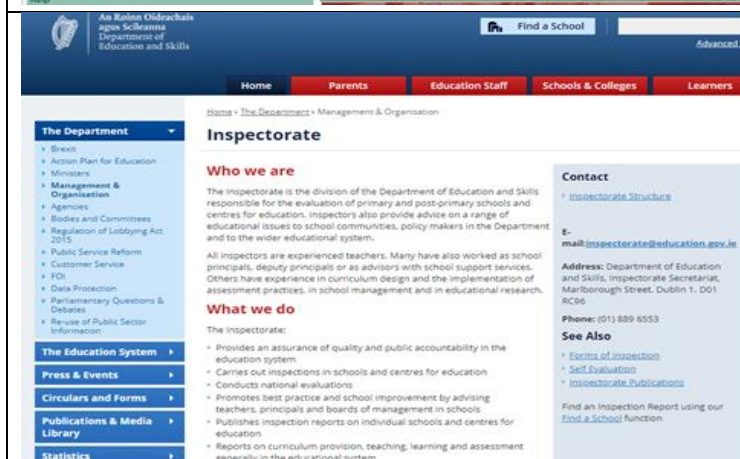 Help
An Roinn Oideachais
agus Scileanna
Department of
Education and Skills
Find a School
Advanced
Home
Parents
Education Staff
Schools & Colleges
Learners
Home » The Department » Management & Organisation
The Department
Brexit
Action Plan for Education
Ministers
Management &
Organisation
Agencies
Bodies and Committees
Regulation of Lobbying Act
2015
Public Service Reform
Customer Service
FOI
Data Protection
Parliamentary Questions &
Debates
Re-use of Public Sector
Information
The Education System
Press & Events
Circulars and Forms
Publications & Media
Library
Statistics
Inspectorate
Who we are
The Inspectorate is the division of the Department of Education and Skills
responsible for the evaluation of primary and post-primary schools and
centres for education. Inspectors also provide advice on a range of
educational issues to school communities, policy makers in the Department
and to the wider educational system.
All inspectors are experienced teachers. Many have also worked as school
principals, deputy principals or as advisors with school support services.
Others have experience in curriculum design and the implementation of
assessment practices, in school management and in educational research.
What we do
The Inspectorate:
Provides an assurance of quality and public accountability in the
education system
Carries out inspections in schools and centres for education
Conducts national evaluations
Promotes best practice and school improvement by advising
teachers, principals and boards of management in schools
Publishes inspection reports on individual schools and centres for
education
Reports on curriculum provision, teaching, learning and assessment
generally in the educational system
Contact
Inspectorate Structure
E-
mail:inspectorate@education.gov.ie
Address: Department of Education
and Skills, Inspectorate Secretariat,
Marlborough Street, Dublin 1. D01
RC96
Phone: (01) 889 6553
See Also
Forms of Inspection
Self Evaluation
Inspectorate Publications
Find an Inspection Report using our
Find a School function